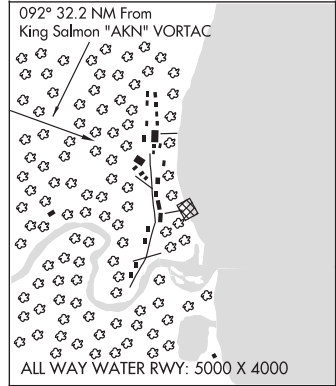 092° 32.2 NM From
King Salmon "AKN" VORTAC
ALL WAY WATER RWY: 5000 X 4000